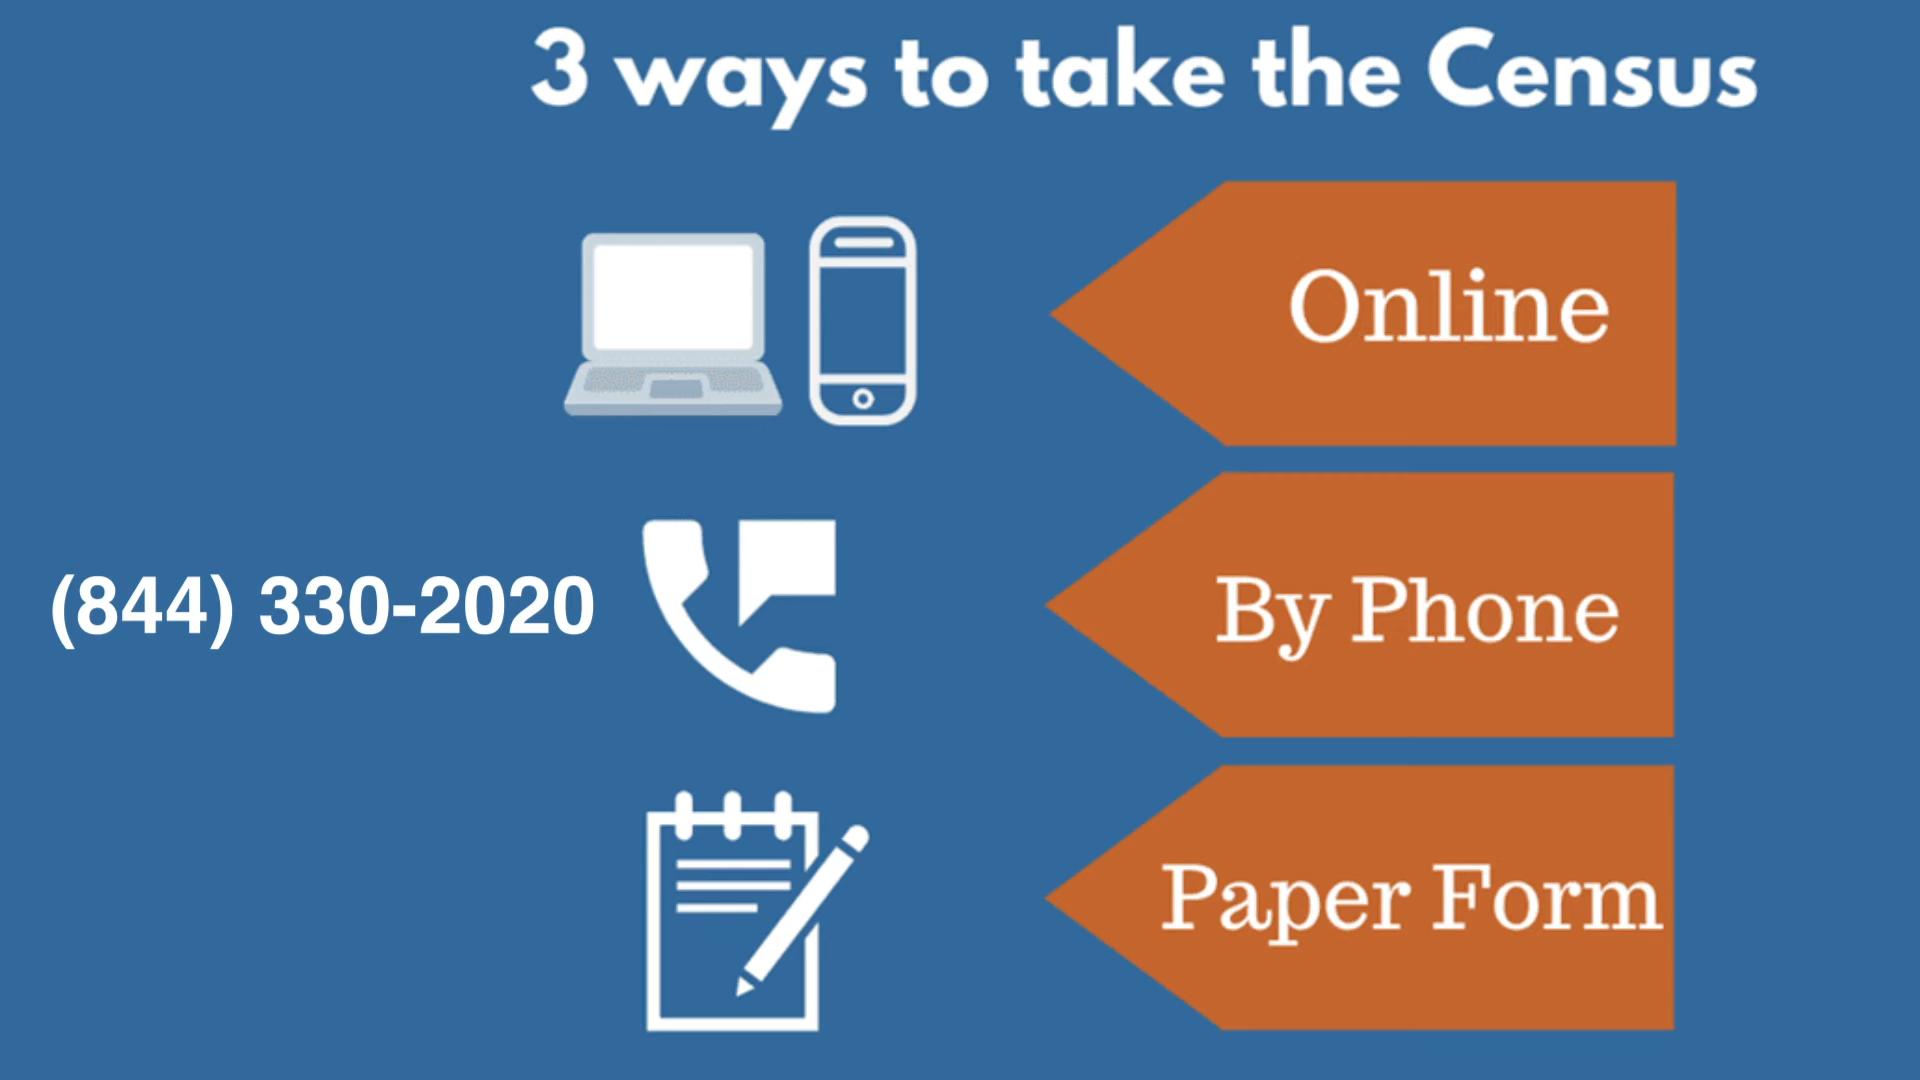 3 ways to take the Census
Online
(844) 330-2020
By Phone
Paper Form